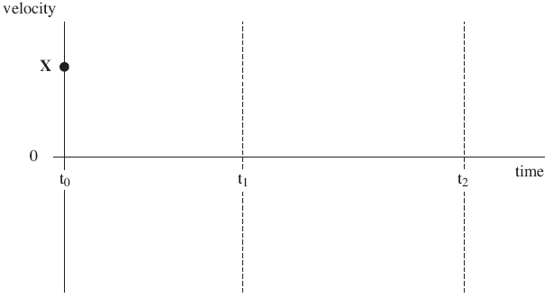 velocity
X
0
t₀ t₁ t₂
time